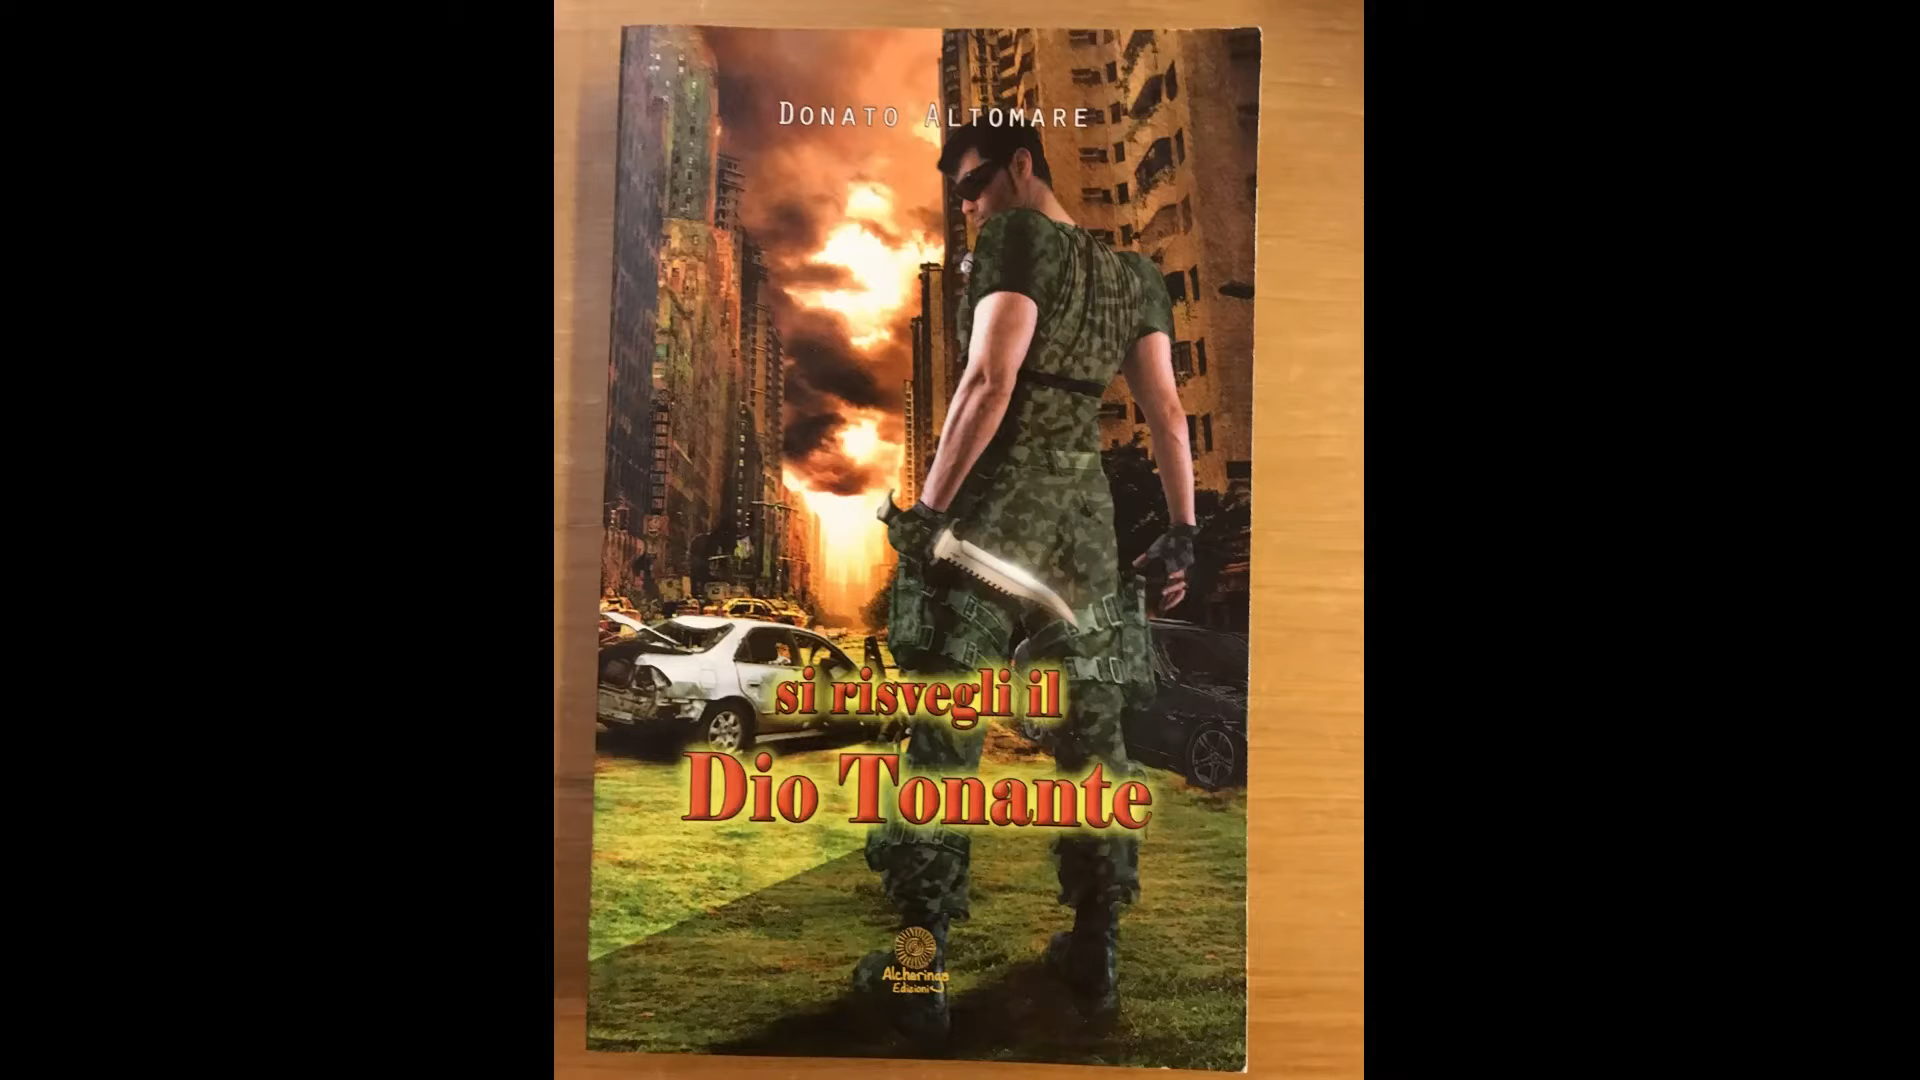 DONATO ALTOMARE
si risvegli il
Dio Tonante
Alcheringa
Edizioni